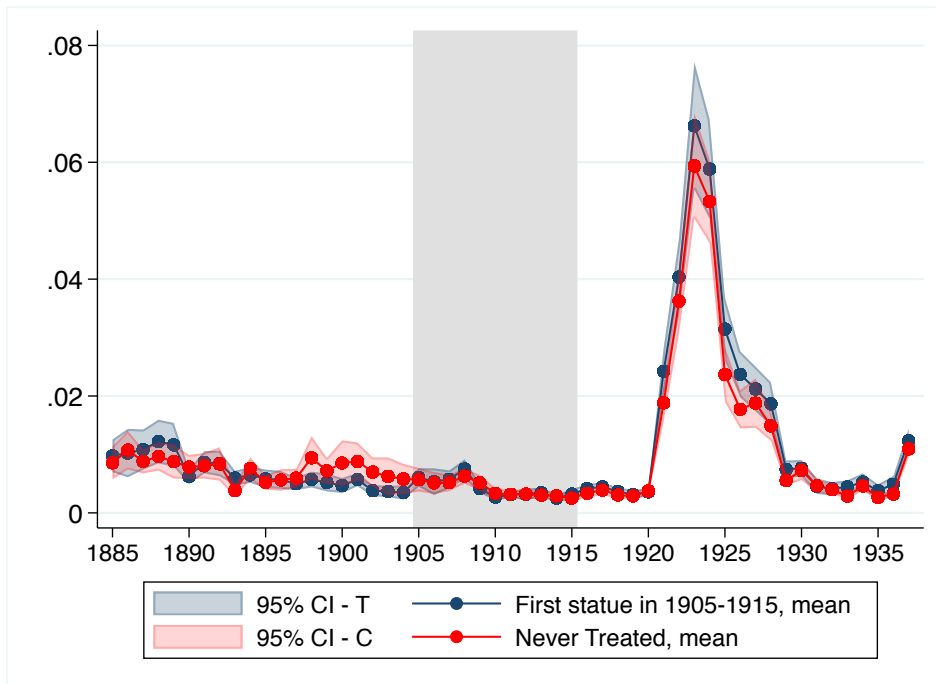 .08
.06
.04
.02
0
1885 1890 1895 1900 1905 1910 1915 1920 1925 1930 1935
95% CI - T First statue in 1905-1915, mean
95% CI - C Never Treated, mean